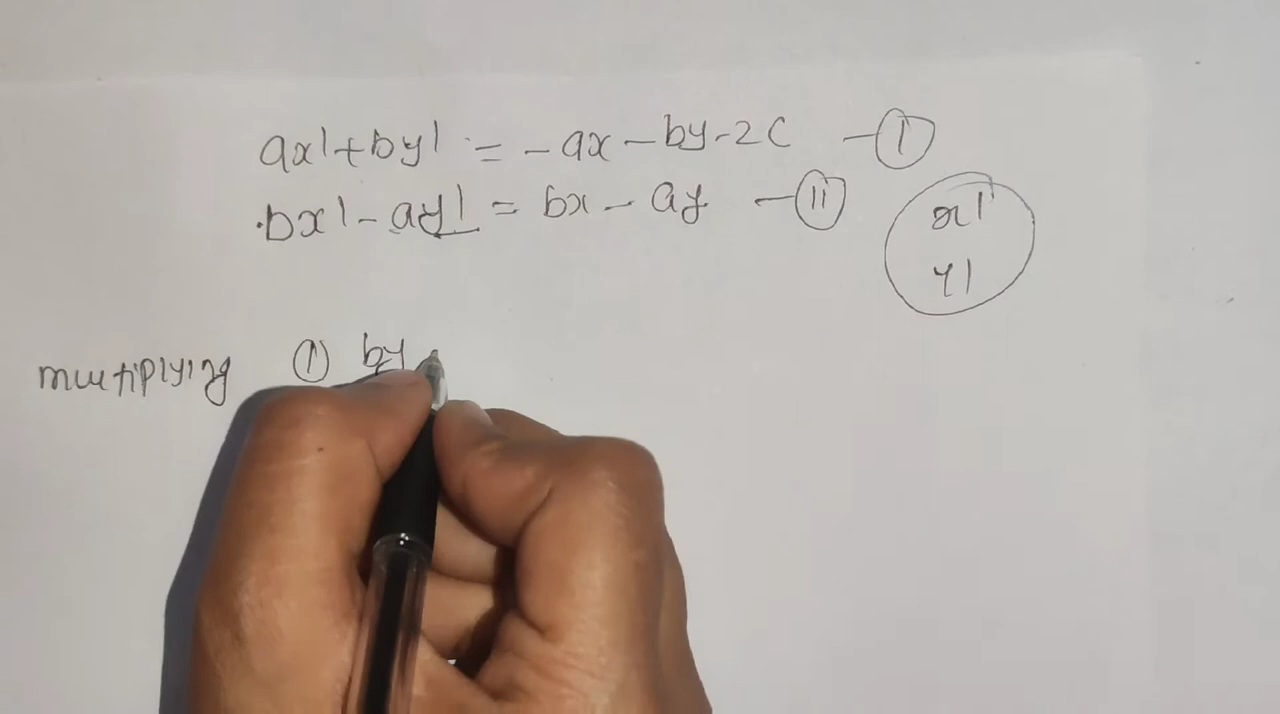 ax'+by' = -ax-by-2c -(I)
bx'-ay' = bx-ay -(II)
x'
y'
multiplying (I) by